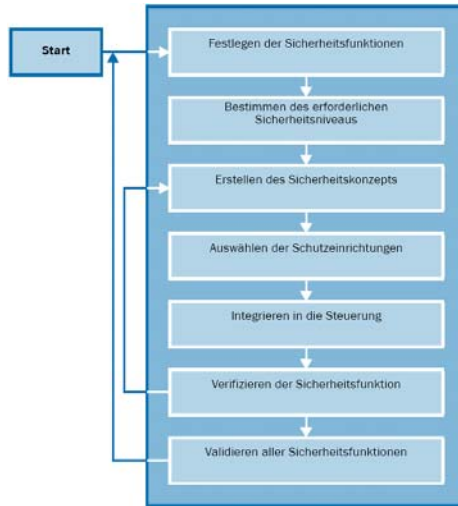 Start
Festlegen der Sicherheitsfunktionen
Bestimmen des erforderlichen
Sicherheitsniveaus
Erstellen des Sicherheitskonzepts
Auswählen der Schutzeinrichtungen
Integrieren in die Steuerung
Verifizieren der Sicherheitsfunktion
Validieren aller Sicherheitsfunktionen